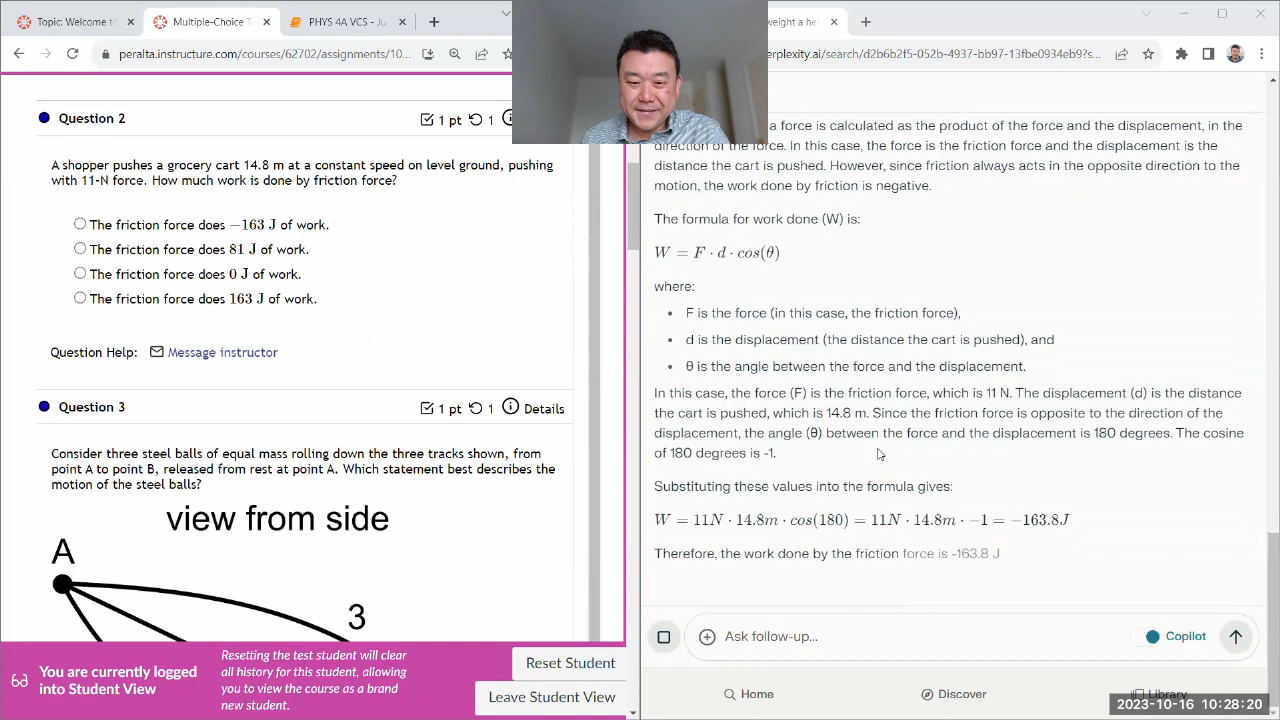 Topic: Welcome to
Multiple-Choice T
PHYS 4A VCS - Ju
weight a he
peralta.instructure.com/courses/62702/assignments/10...
perplexity.ai/search/d2b6b2f5-052b-4937-bb97-13fbe0934eb9?s...
Question 2
1 pt 1
A shopper pushes a grocery cart 14.8 m at a constant speed on level ground, pushing
with 11-N force. How much work is done by friction force?
The friction force does −163 J of work.
The friction force does 81 J of work.
The friction force does 0 J of work.
The friction force does 163 J of work.
Question Help: Message instructor
Question 3
1 pt 1 Details
Consider three steel balls of equal mass rolling down the three tracks shown, from
point A to point B, released from rest at point A. Which statement best describes the
motion of the steel balls?
view from side
A
3
You are currently logged
into Student View
Resetting the test student will clear
all history for this student, allowing
you to view the course as a brand
new student.
Reset Student
Leave Student View
a force is calculated as the product of the force and the displacement, in the
direction of the force. In this case, the force is the friction force and the displacement is the
distance the cart is pushed. However, since friction always acts in the opposite direction to the
motion, the work done by friction is negative.
The formula for work done (W) is:
W = F · d · cos(θ)
where:
• F is the force (in this case, the friction force),
• d is the displacement (the distance the cart is pushed), and
• θ is the angle between the force and the displacement.
In this case, the force (F) is the friction force, which is 11 N. The displacement (d) is the distance
the cart is pushed, which is 14.8 m. Since the friction force is opposite to the direction of the
displacement, the angle (θ) between the force and the displacement is 180 degrees. The cosine
of 180 degrees is -1.
Substituting these values into the formula gives:
W = 11N · 14.8m · cos(180) = 11N · 14.8m · −1 = −163.8J
Therefore, the work done by the friction force is -163.8 J
Ask follow-up...
Copilot
Home
Discover
Library
2023-10-16 10:28:20